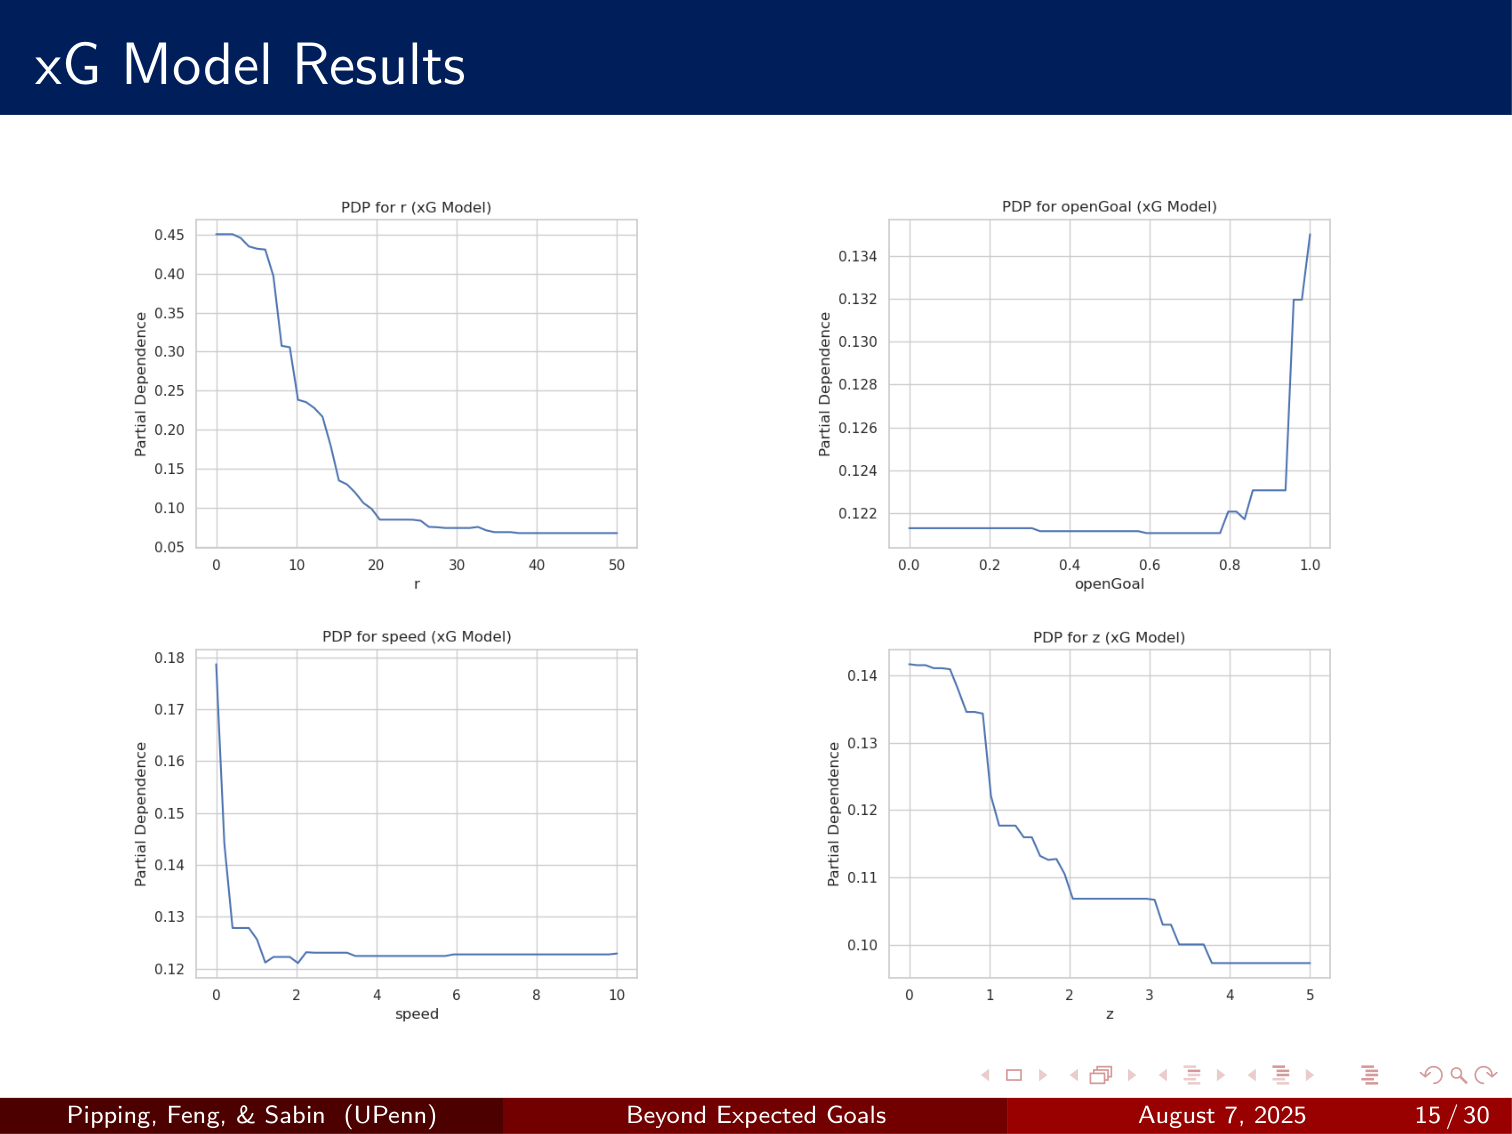 xG Model Results
PDP for r (xG Model)
Partial Dependence
0.45
0.40
0.35
0.30
0.25
0.20
0.15
0.10
0.05
0 10 20 30 40 50
r
PDP for openGoal (xG Model)
Partial Dependence
0.134
0.132
0.130
0.128
0.126
0.124
0.122
0.0 0.2 0.4 0.6 0.8 1.0
openGoal
PDP for speed (xG Model)
Partial Dependence
0.18
0.17
0.16
0.15
0.14
0.13
0.12
0 2 4 6 8 10
speed
PDP for z (xG Model)
Partial Dependence
0.14
0.13
0.12
0.11
0.10
0 1 2 3 4 5
z
Pipping, Feng, & Sabin (UPenn) Beyond Expected Goals August 7, 2025 15 / 30